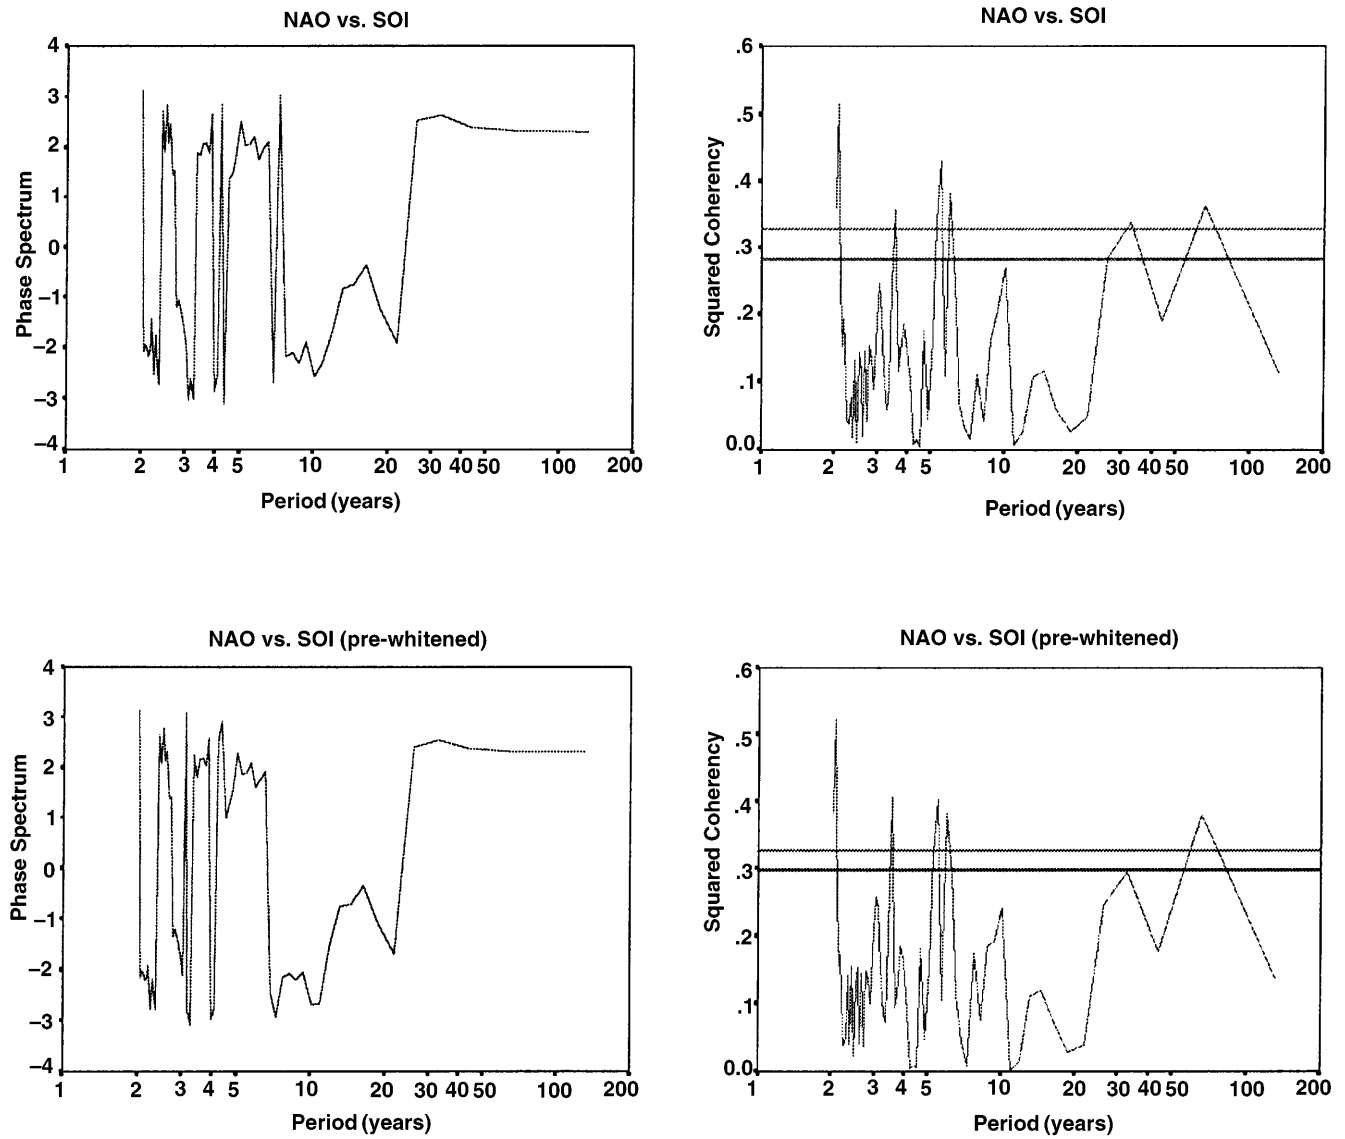 NAO vs. SOI
4
3
2
1
0
–1
–2
–3
–4
Phase Spectrum
1 2 3 4 5 10 20 30 40 50 100 200
Period (years)
NAO vs. SOI
.6
.5
.4
.3
.2
.1
0.0
Squared Coherency
1 2 3 4 5 10 20 30 40 50 100 200
Period (years)
NAO vs. SOI (pre-whitened)
4
3
2
1
0
–1
–2
–3
–4
Phase Spectrum
1 2 3 4 5 10 20 30 40 50 100 200
Period (years)
NAO vs. SOI (pre-whitened)
.6
.5
.4
.3
.2
.1
0.0
Squared Coherency
1 2 3 4 5 10 20 30 40 50 100 200
Period (years)